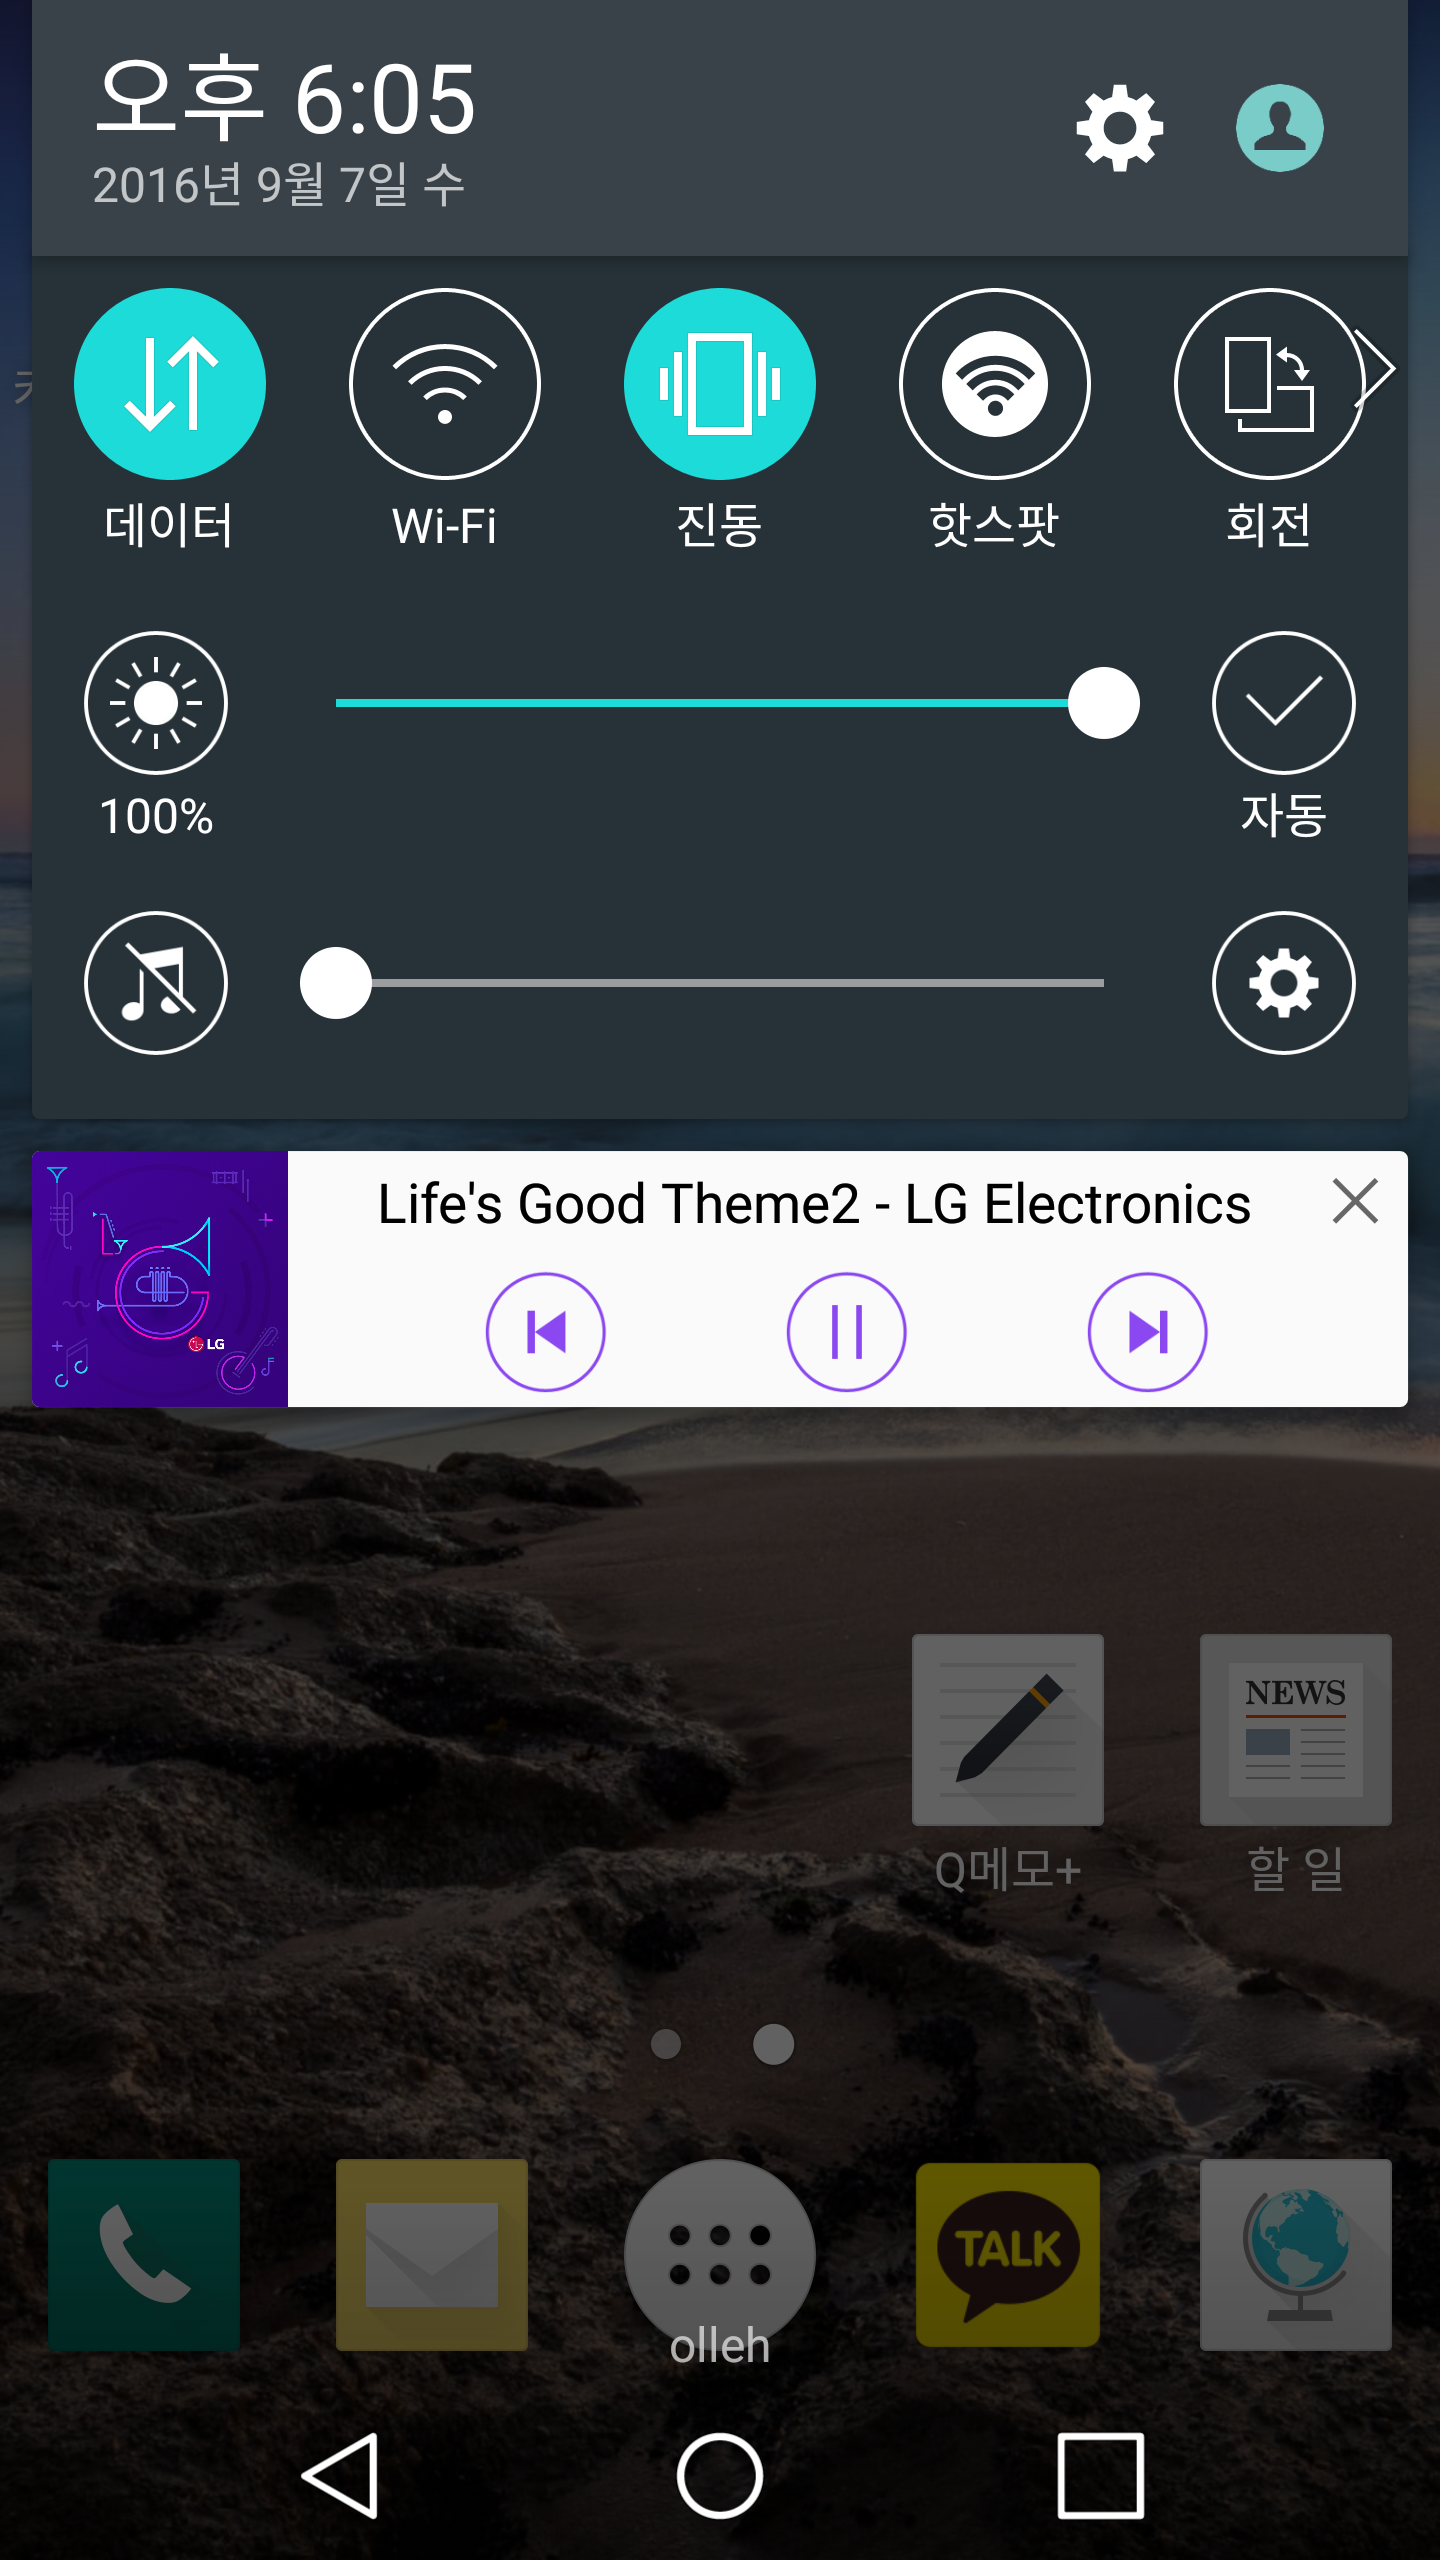 오후 6:05
2016년 9월 7일 수
데이터 Wi-Fi 진동 핫스팟 회전
100% 자동
Life's Good Theme2 - LG Electronics
LG
NEWS
Q메모+ 할 일
TALK
olleh